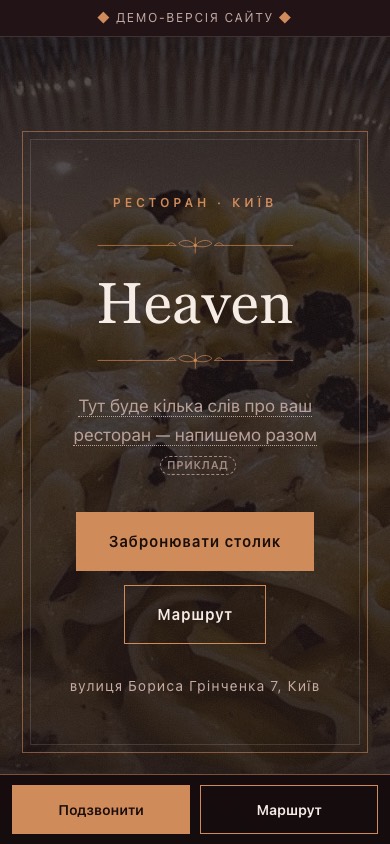 ◆ ДЕМО-ВЕРСІЯ САЙТУ ◆
РЕСТОРАН · КИЇВ
Heaven
Тут буде кілька слів про ваш
ресторан — напишемо разом
ПРИКЛАД
Забронювати столик
Маршрут
вулиця Бориса Грінченка 7, Київ
Подзвонити
Маршрут